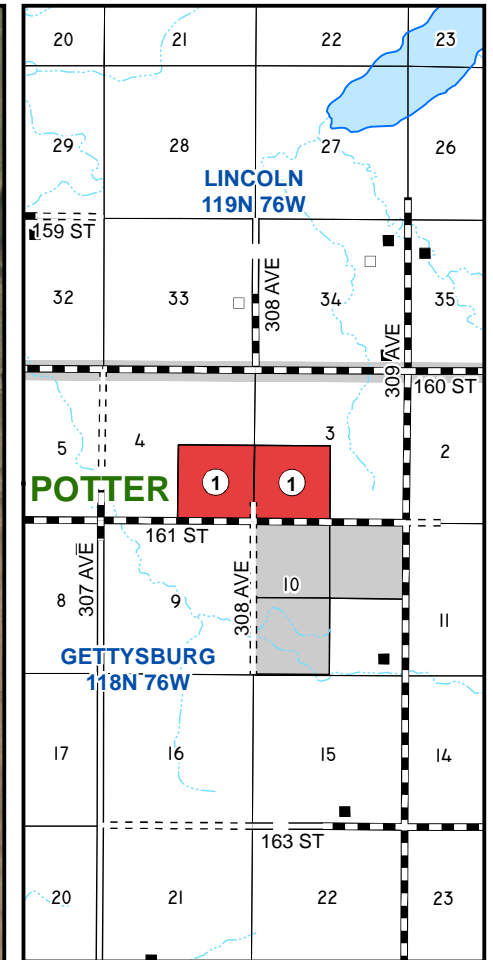 20
21
22
23
29
28
27
26
LINCOLN
119N 76W
159 ST
32
33
308 AVE
34
35
309 AVE
160 ST
5
4
3
2
1
1
POTTER
161 ST
307 AVE
8
9
308 AVE
10
11
GETTYSBURG
118N 76W
17
16
15
14
163 ST
20
21
22
23